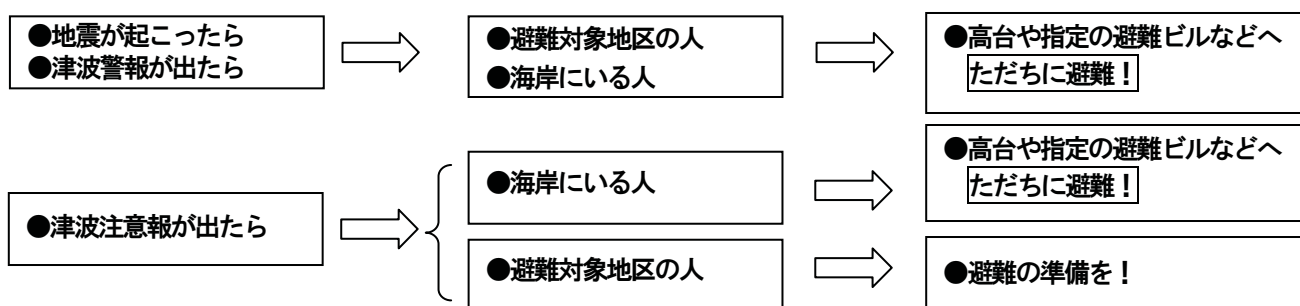 ●地震が起こったら
●津波警報が出たら
●避難対象地区の人
●海岸にいる人
●高台や指定の避難ビルなどへ
ただちに避難！
●津波注意報が出たら
●海岸にいる人
●高台や指定の避難ビルなどへ
ただちに避難！
●避難対象地区の人
●避難の準備を！